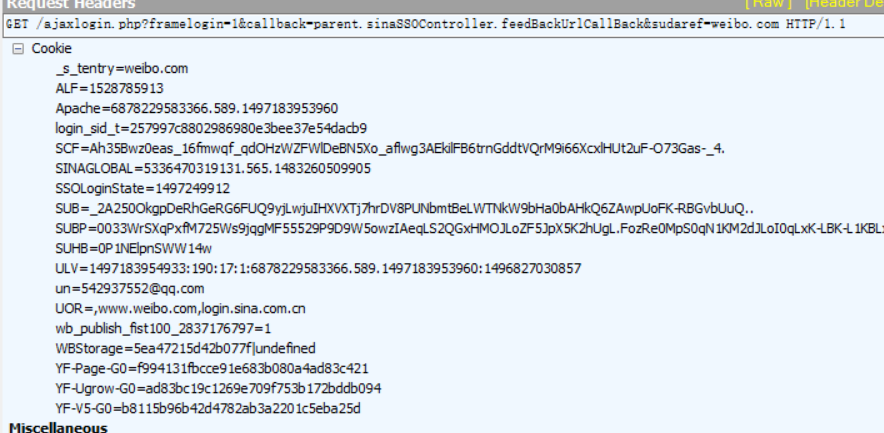 Request Headers
[ Raw ] [Header De
GET /ajaxlogin.php?framelogin=1&callback=parent.sinaSSOController.feedBackUrlCallBack&sudaref=weibo.com HTTP/1.1
Cookie
_s_tentry=weibo.com
ALF=1528785913
Apache=6878229583366.589.1497183953960
login_sid_t=257997c8802986980e3bee37e54dacb9
SCF=Ah35Bwz0eas_16fmwqf_qdOHzWZFWlDeBN5Xo_aflwg3AEkilFB6trnGddtVQrM9i66XcxlHUt2uF-O73Gas-_4.
SINAGLOBAL=5336470319131.565.1483260509905
SSOLoginState=1497249912
SUB=_2A250OkgpDeRhGeRG6FUQ9yjLwjuIHXVXTj7hrDV8PUNbmtBeLWTNkW9bHa0bAHkQ6ZAwpUoFK-RBGvbUuQ..
SUBP=0033WrSXqPxfM725Ws9jqgMF55529P9D9W5owzIAeqLS2QGxHMOJLoZF5JpX5K2hUgL.FozRe0MpS0qN1KM2dJLoI0qLxK-LBK-L1KBL
SUHB=0P1NElpnSWW14w
ULV=1497183954933:190:17:1:6878229583366.589.1497183953960:1496827030857
un=542937552@qq.com
UOR=,www.weibo.com,login.sina.com.cn
wb_publish_fist100_2837176797=1
WBStorage=5ea47215d42b077f|undefined
YF-Page-G0=f994131fbcce91e683b080a4ad83c421
YF-Ugrow-G0=ad83bc19c1269e709f753b172bddb094
YF-V5-G0=b8115b96b42d4782ab3a2201c5eba25d
Miscellaneous